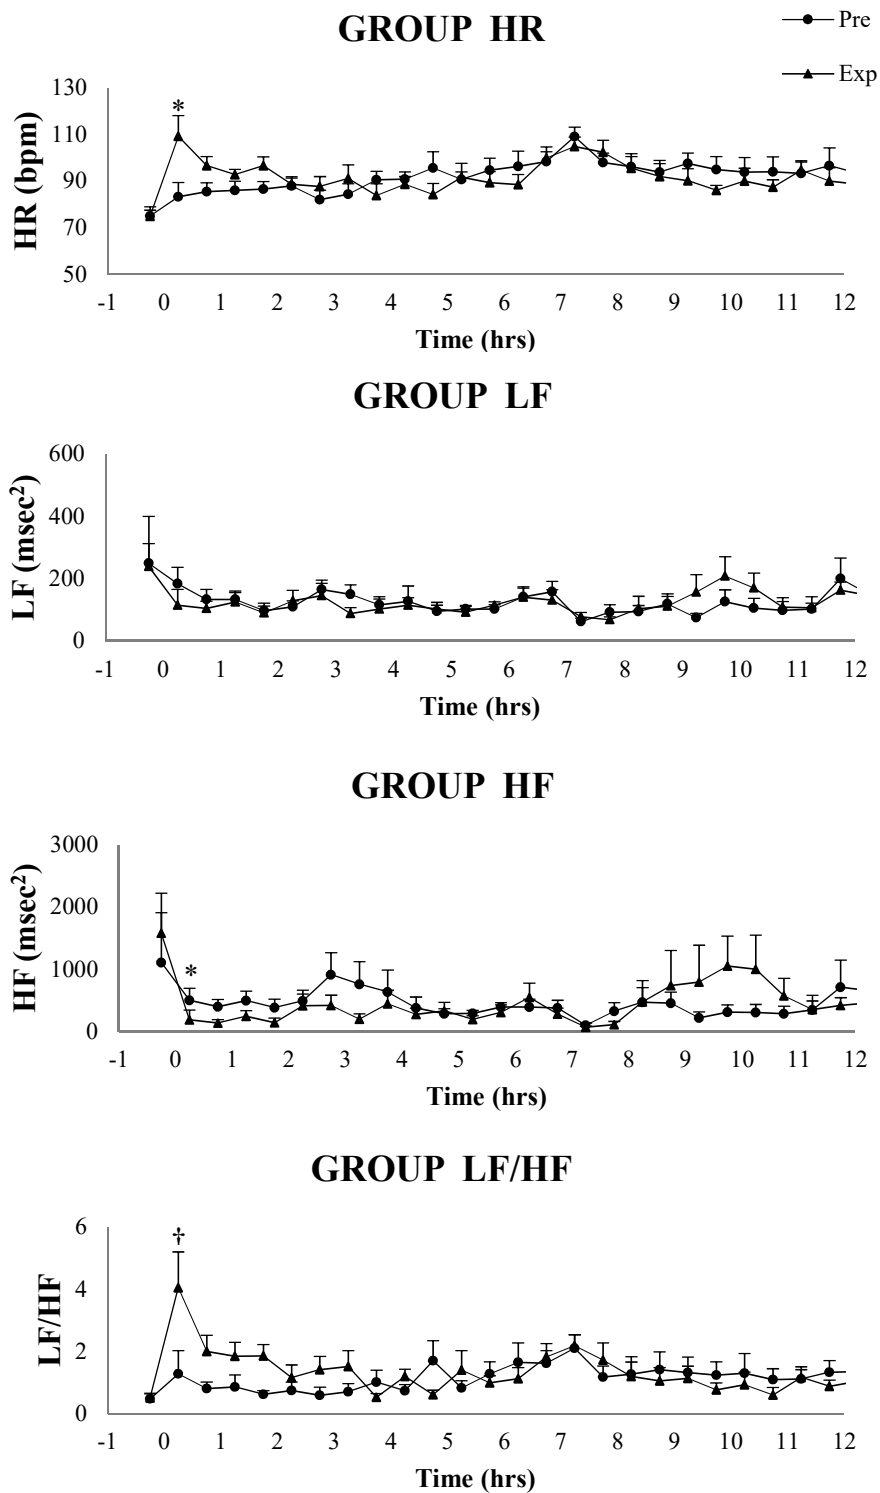 GROUP HR
Pre
Exp
130
110
90
70
50
HR (bpm)
*
-1 0 1 2 3 4 5 6 7 8 9 10 11 12
Time (hrs)
GROUP LF
600
400
200
0
LF (msec²)
-1 0 1 2 3 4 5 6 7 8 9 10 11 12
Time (hrs)
GROUP HF
3000
2000
1000
0
HF (msec²)
*
-1 0 1 2 3 4 5 6 7 8 9 10 11 12
Time (hrs)
GROUP LF/HF
6
4
2
0
LF/HF
†
-1 0 1 2 3 4 5 6 7 8 9 10 11 12
Time (hrs)